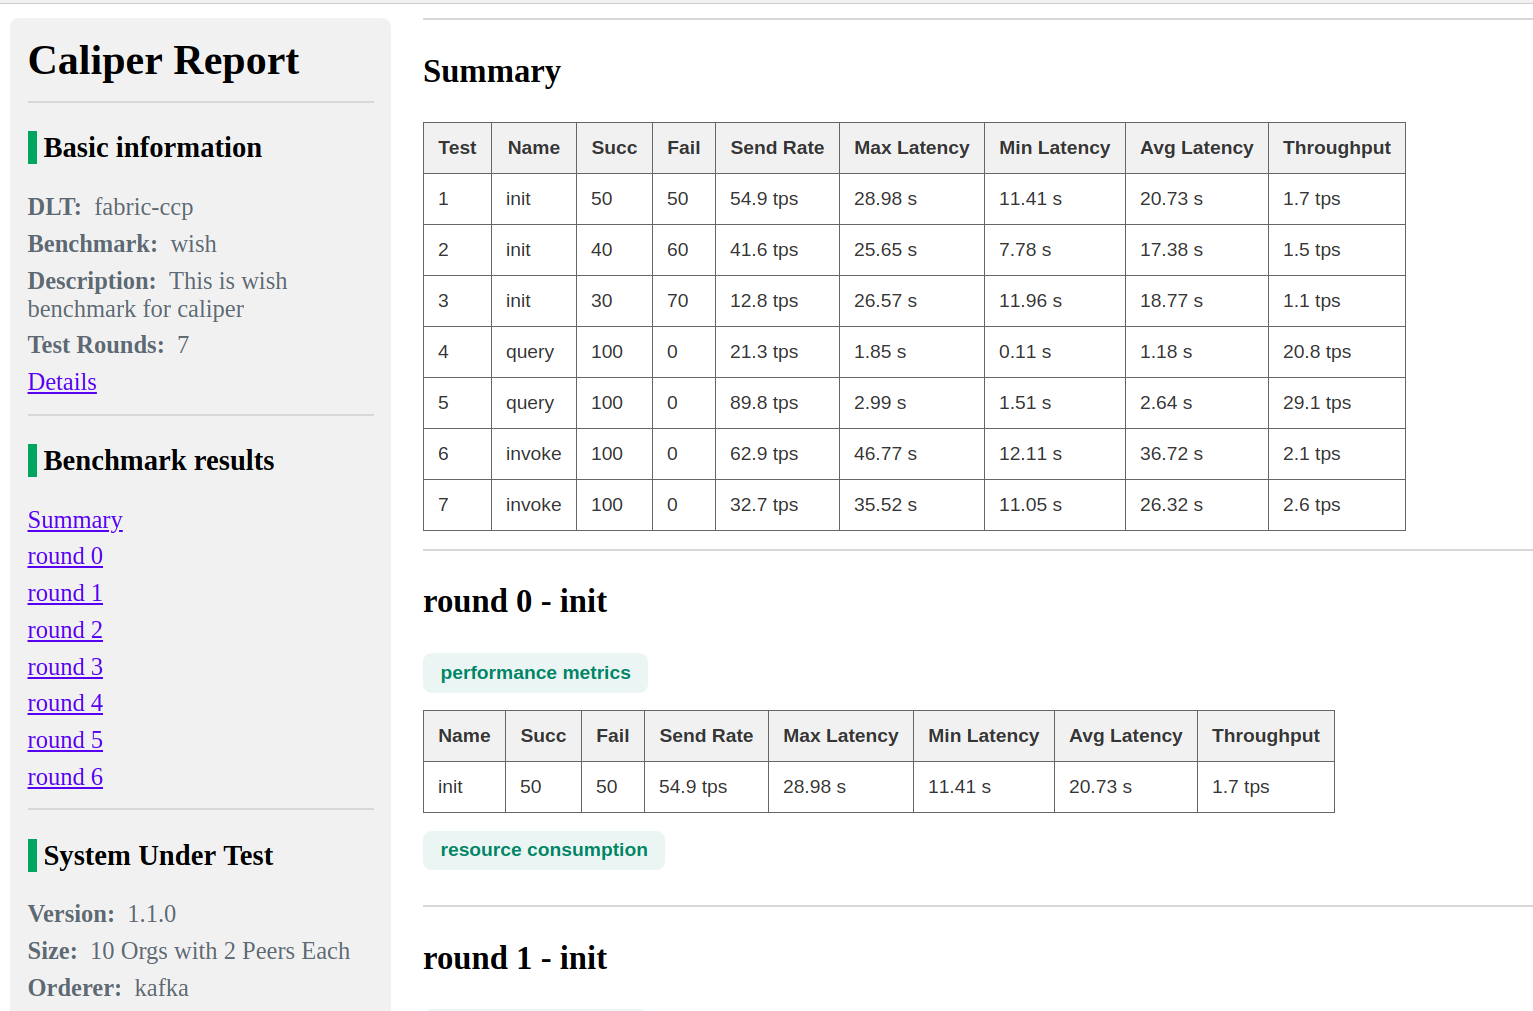 Caliper Report
Basic information
DLT: fabric-ccp
Benchmark: wish
Description: This is wish
benchmark for caliper
Test Rounds: 7
Details
Benchmark results
Summary
round 0
round 1
round 2
round 3
round 4
round 5
round 6
System Under Test
Version: 1.1.0
Size: 10 Orgs with 2 Peers Each
Orderer: kafka
Summary
Test Name Succ Fail Send Rate Max Latency Min Latency Avg Latency Throughput
1 init 50 50 54.9 tps 28.98 s 11.41 s 20.73 s 1.7 tps
2 init 40 60 41.6 tps 25.65 s 7.78 s 17.38 s 1.5 tps
3 init 30 70 12.8 tps 26.57 s 11.96 s 18.77 s 1.1 tps
4 query 100 0 21.3 tps 1.85 s 0.11 s 1.18 s 20.8 tps
5 query 100 0 89.8 tps 2.99 s 1.51 s 2.64 s 29.1 tps
6 invoke 100 0 62.9 tps 46.77 s 12.11 s 36.72 s 2.1 tps
7 invoke 100 0 32.7 tps 35.52 s 11.05 s 26.32 s 2.6 tps
round 0 - init
performance metrics
Name Succ Fail Send Rate Max Latency Min Latency Avg Latency Throughput
init 50 50 54.9 tps 28.98 s 11.41 s 20.73 s 1.7 tps
resource consumption
round 1 - init